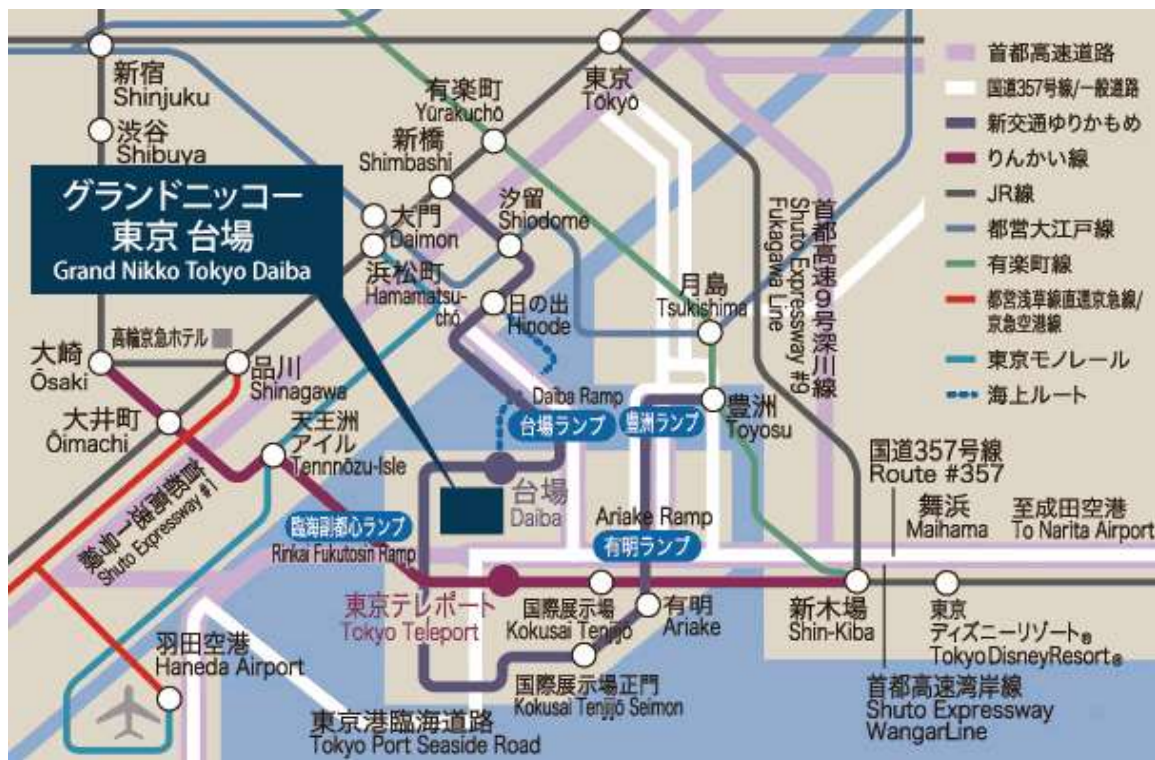 新宿
Shinjuku
渋谷
Shibuya
有楽町
Yūrakuchō
新橋
Shimbashi
東京
Tōkyō
グランドニッコー
東京 台場
Grand Nikko Tokyo Daiba
大門
Daimon
浜松町
Hamamatsu-
chō
汐留
Shiodome
日の出
Hinode
月島
Tsukishima
首都高速9号深川線
Shuto Expressway #9
Fukagawa Line
首都高速道路
国道357号線/一般道路
新交通ゆりかもめ
りんかい線
JR線
都営大江戸線
有楽町線
都営浅草線直通京急線/
京急空港線
東京モノレール
海上ルート
大崎
Ōsaki
高輪京急ホテル
品川
Shinagawa
大井町
Ōimachi
天王洲
アイル
Tennnōzu-Isle
Daiba Ramp
台場ランプ
豊洲ランプ
豊洲
Toyosu
首都高速1号線
Shuto Expressway #1
臨海副都心ランプ
Rinkai Fukutosin Ramp
台場
Daiba
Ariake Ramp
有明ランプ
国道357号線
Route #357
舞浜
Maihama
至成田空港
To Narita Airport
東京テレポート
Tokyo Teleport
国際展示場
Kokusai Tenjijō
有明
Ariake
新木場
Shin-Kiba
東京
ディズニーリゾート®
Tokyo DisneyResort®
羽田空港
Haneda Airport
国際展示場正門
Kokusai Tenjijō Seimon
東京港臨海道路
Tokyo Port Seaside Road
首都高速湾岸線
Shuto Expressway
WanganLine